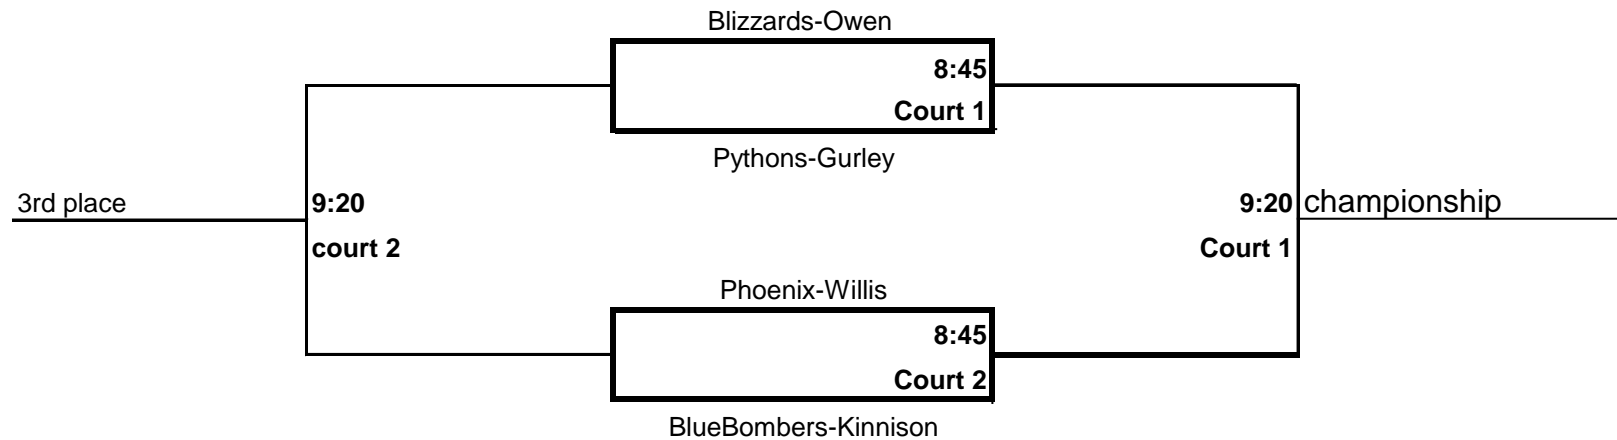 Blizzards-Owen
8:45
Court 1
Pythons-Gurley
3rd place
9:20
court 2
9:20
championship
Court 1
Phoenix-Willis
8:45
Court 2
BlueBombers-Kinnison